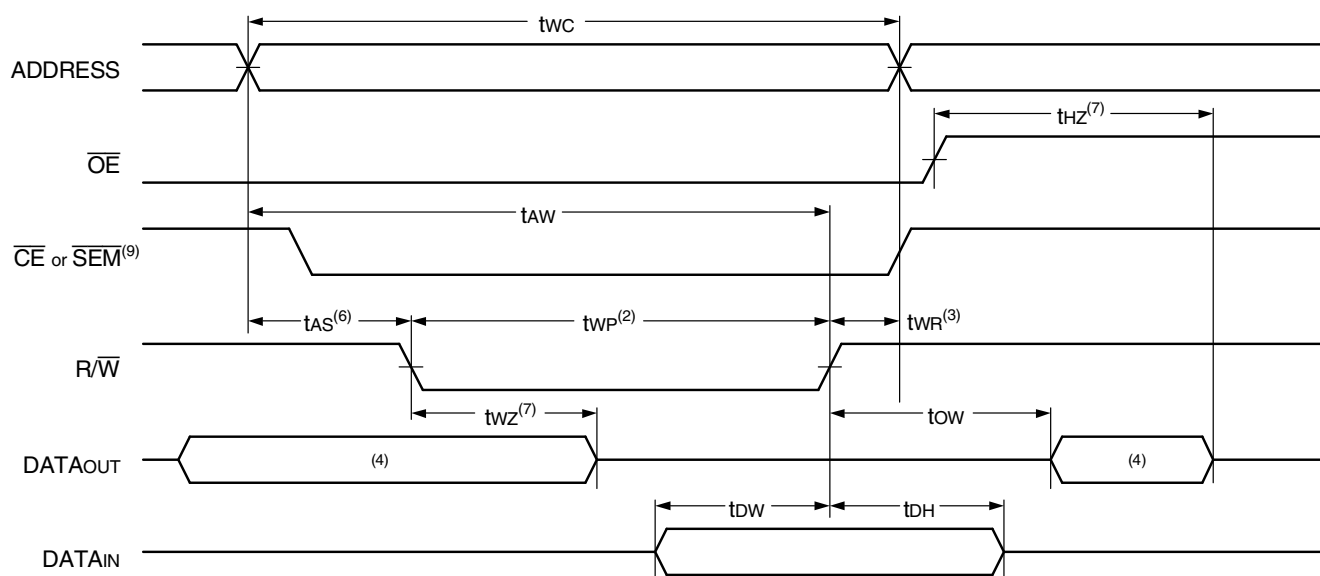 tWC
ADDRESS
tHZ(7)
OE
tAW
CE or SEM(9)
tAS(6) tWP(2) tWR(3)
R/W
tWZ(7) tOW
DATAOUT (4) (4)
tDW tDH
DATAIN